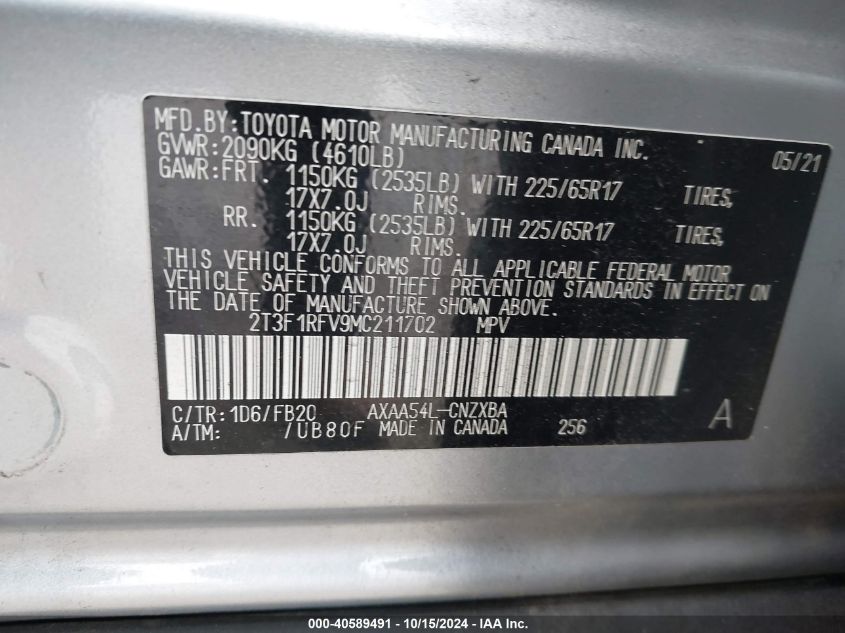 MFD.BY:TOYOTA MOTOR MANUFACTURING CANADA INC. 05/21
GVWR:2090KG (4610LB)
GAWR:FRT. 1150KG (2535LB) WITH 225/65R17 TIRES,
17X7.0J RIMS.
RR. 1150KG (2535LB) WITH 225/65R17 TIRES,
17X7.0J RIMS.
THIS VEHICLE CONFORMS TO ALL APPLICABLE FEDERAL MOTOR
VEHICLE SAFETY AND THEFT PREVENTION STANDARDS IN EFFECT ON
THE DATE OF MANUFACTURE SHOWN ABOVE.
2T3F1RFV9MC211702 MPV
C/TR:1D6/FB20 AXAA54L-CNZXBA A
A/TM: /UB80F MADE IN CANADA 256
000-40589491 - 10/15/2024 - IAA Inc.